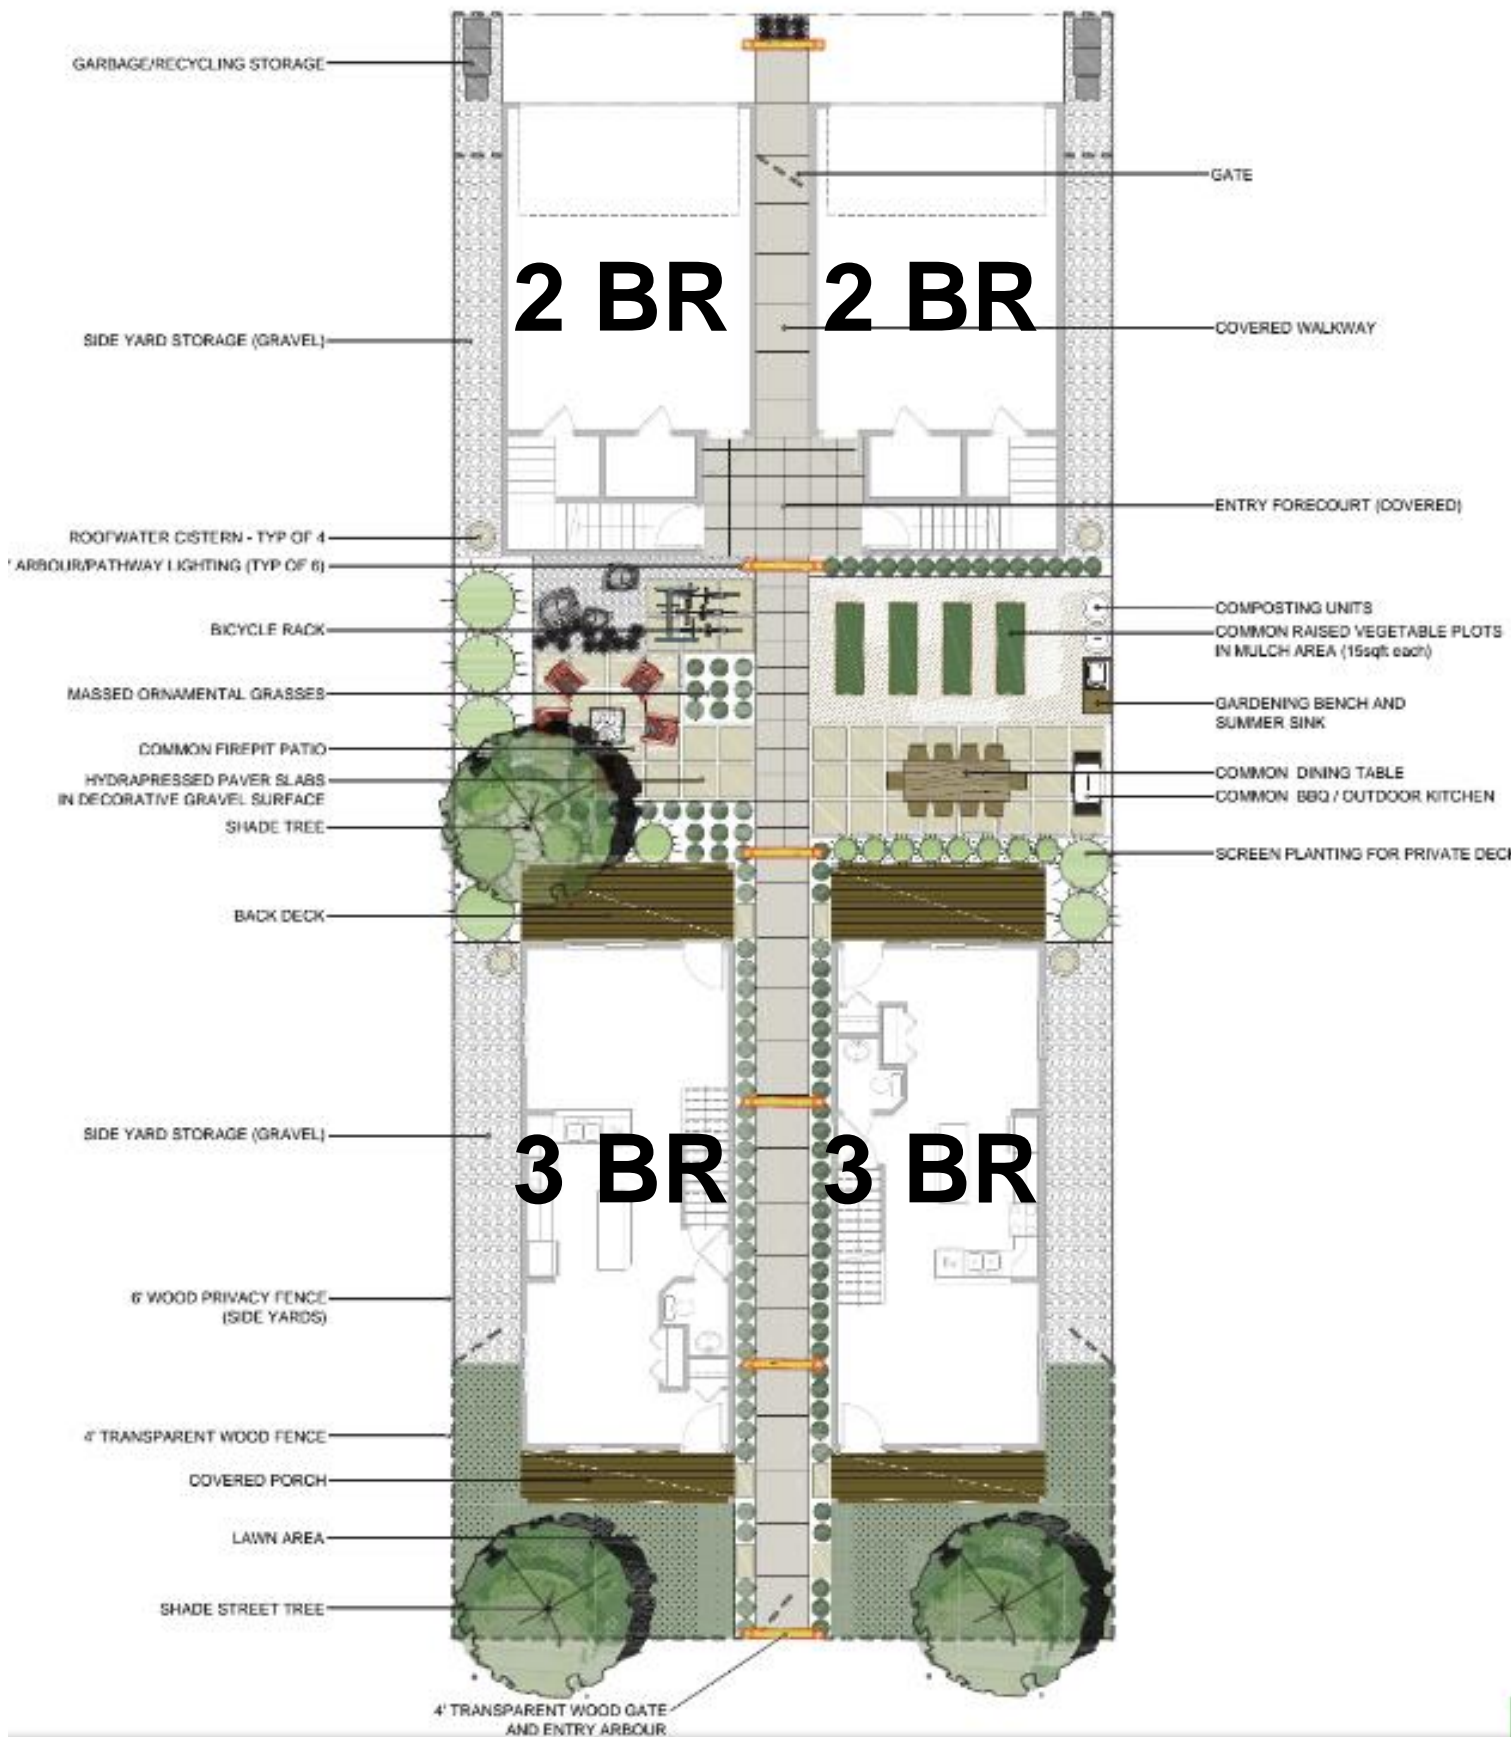 GARBAGE/RECYCLING STORAGE
GATE
2 BR
2 BR
COVERED WALKWAY
SIDE YARD STORAGE (GRAVEL)
ENTRY FORECOURT (COVERED)
ROOFWATER CISTERN - TYP OF 4
ARBOUR/PATHWAY LIGHTING (TYP OF 6)
COMPOSTING UNITS
BICYCLE RACK
COMMON RAISED VEGETABLE PLOTS
IN MULCH AREA (15sqft each)
MASSED ORNAMENTAL GRASSES
GARDENING BENCH AND
SUMMER SINK
COMMON FIREPIT PATIO
HYDRAPRESSED PAVER SLABS
IN DECORATIVE GRAVEL SURFACE
COMMON DINING TABLE
COMMON BBQ / OUTDOOR KITCHEN
SHADE TREE
SCREEN PLANTING FOR PRIVATE DECK
BACK DECK
SIDE YARD STORAGE (GRAVEL)
3 BR
3 BR
6' WOOD PRIVACY FENCE
(SIDE YARDS)
4' TRANSPARENT WOOD FENCE
COVERED PORCH
LAWN AREA
SHADE STREET TREE
4' TRANSPARENT WOOD GATE
AND ENTRY ARBOUR